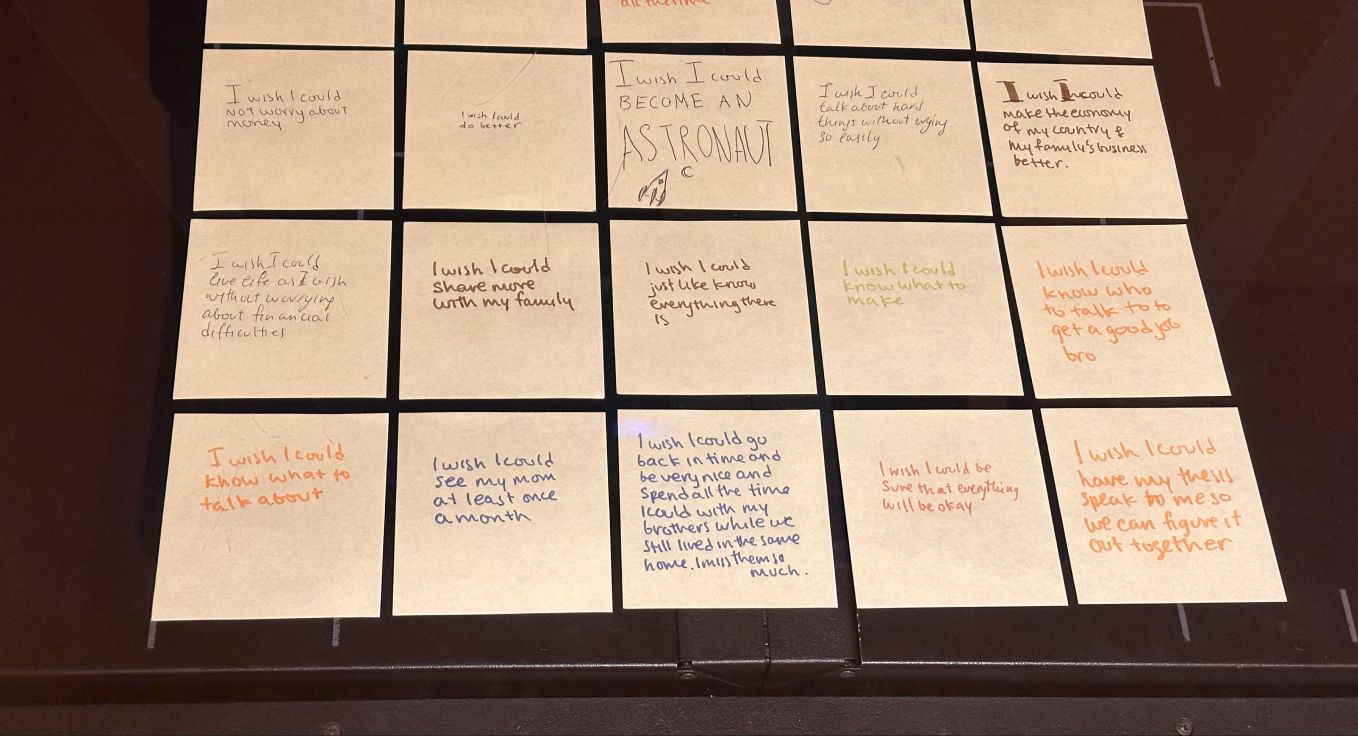 all the time
I wish I could
not worry about
money
I wish I could
do better
I wish I could
BECOME AN
ASTRONAUT
I wish I could
talk about hard
things without crying
so easily
I wish I could
make the economy
of my country &
my family's business
better.
I wish I could
live life as I wish
without worrying
about financial
difficulties
I wish I could
share more
with my family
I wish I could
just like know
everything there
is
I wish I could
know what to
make
I wish I could
know who
to talk to to
get a good job
bro
I wish I could
know what to
talk about
I wish I could
see my mom
at least once
a month
I wish I could go
back in time and
be very nice and
spend all the time
I could with my
brothers while we
still lived in the same
home. I miss them so
much.
I wish I could be
sure that everything
will be okay
I wish I could
have my thesis
speak to me so
we can figure it
out together